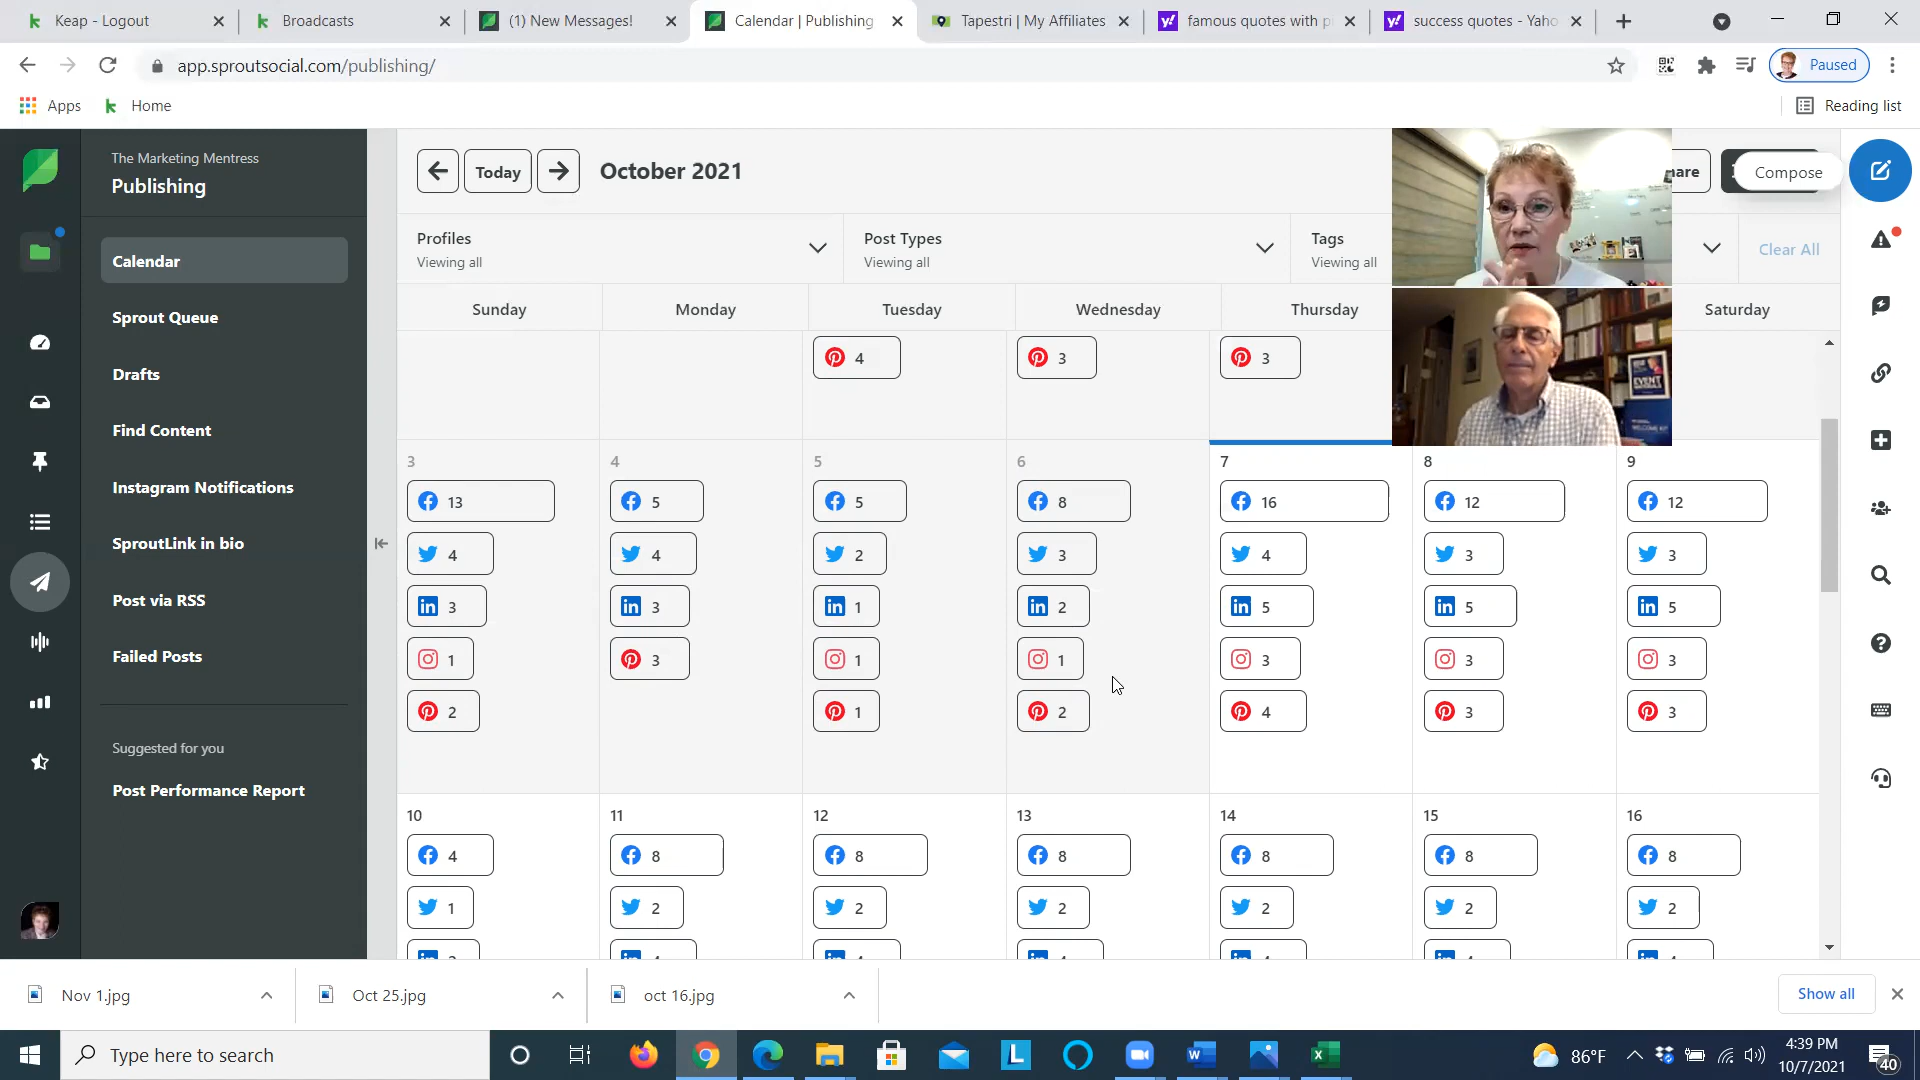 Keap - Logout
Broadcasts
(1) New Messages!
Calendar | Publishing
Tapestri | My Affiliates
famous quotes with p
success quotes - Yaho
app.sproutsocial.com/publishing/
Paused
Apps
Home
Reading list
The Marketing Mentress
Publishing
Calendar
Sprout Queue
Drafts
Find Content
Instagram Notifications
SproutLink in bio
Post via RSS
Failed Posts
Suggested for you
Post Performance Report
Today
October 2021
hare
Compose
Profiles
Viewing all
Post Types
Viewing all
Tags
Viewing all
Clear All
Sunday Monday Tuesday Wednesday Thursday Saturday
4 3 3
3 4 5 6 7 8 9
13 5 5 8 16 12 12
4 4 2 3 4 3 3
3 3 1 2 5 5 5
1 1 1 3 3 3
3
2 1 2 4 3 3
10 11 12 13 14 15 16
4 8 8 8 8 8 8
1 2 2 2 2 2 2
EVENT
MATERIALS
WELCOME
Nov 1.jpg
Oct 25.jpg
oct 16.jpg
Show all
Type here to search
86°F
4:39 PM
10/7/2021
40